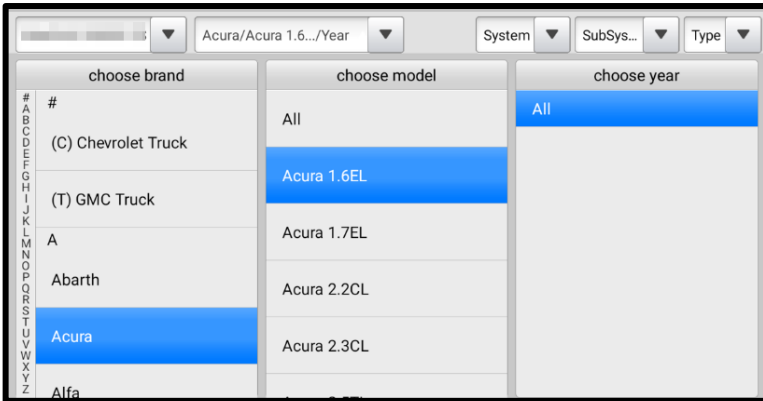 Acura/Acura 1.6.../Year
System
SubSys...
Type
choose brand
#
A
B
C
D
E
F
G
H
I
J
K
L
M
N
O
P
Q
R
S
T
U
V
W
X
Y
Z
#
(C) Chevrolet Truck
(T) GMC Truck
A
Abarth
Acura
Alfa
choose model
All
Acura 1.6EL
Acura 1.7EL
Acura 2.2CL
Acura 2.3CL
choose year
All